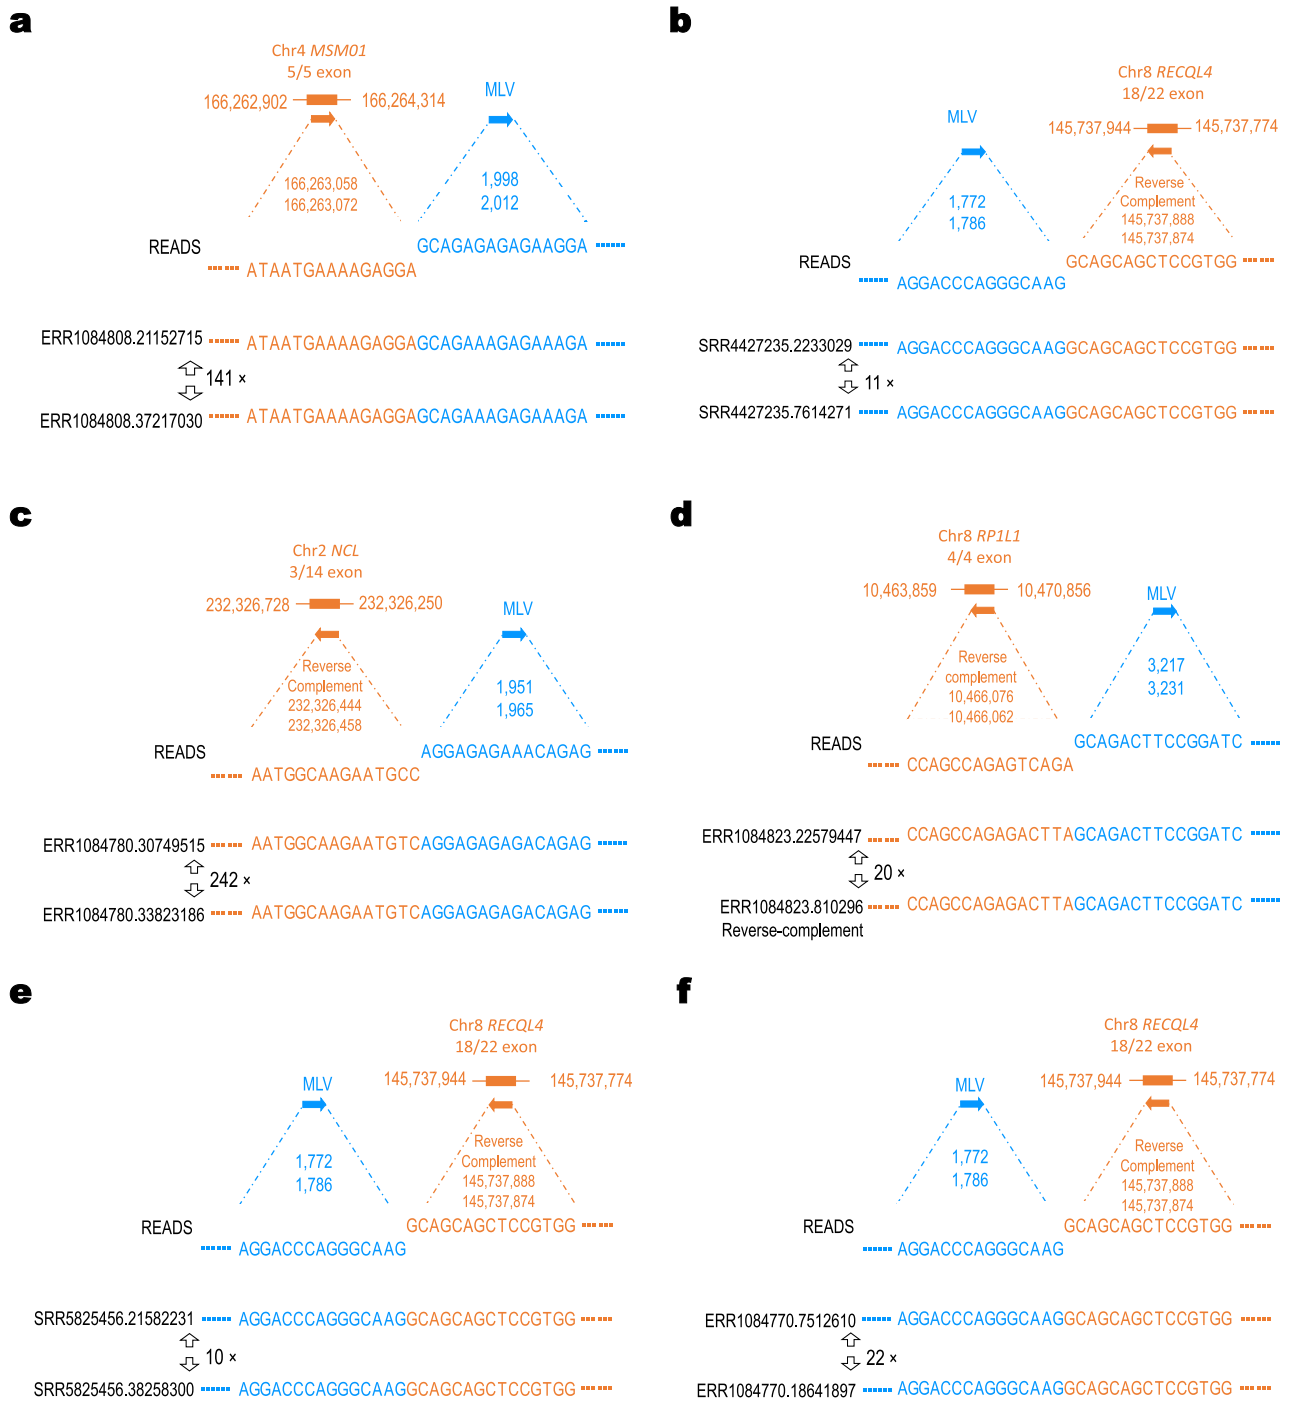 a
Chr4 MSM01
5/5 exon
166,262,902
166,264,314
MLV
166,263,058
166,263,072
1,998
2,012
READS
GCAGAGAGAGAAGGA
ATAATGAAAAGAGGA
ERR1084808.21152715
ATAATGAAAAGAGGAGCAGAAAGAGAAAGA
141 ×
ERR1084808.37217030
ATAATGAAAAGAGGAGCAGAAAGAGAAAGA
b
Chr8 RECQL4
18/22 exon
MLV
145,737,944
145,737,774
1,772
1,786
Reverse
Complement
145,737,888
145,737,874
READS
GCAGCAGCTCCGTGG
AGGACCCAGGGCAAG
SRR4427235.2233029
AGGACCCAGGGCAAGGCAGCAGCTCCGTGG
11 ×
SRR4427235.7614271
AGGACCCAGGGCAAGGCAGCAGCTCCGTGG
c
Chr2 NCL
3/14 exon
232,326,728
232,326,250
MLV
Reverse
Complement
232,326,444
232,326,458
1,951
1,965
READS
AGGAGAGAAACAGAG
AATGGCAAGAATGCC
ERR1084780.30749515
AATGGCAAGAATGTCAGGAGAGAGACAGAG
242 ×
ERR1084780.33823186
AATGGCAAGAATGTCAGGAGAGAGACAGAG
d
Chr8 RP1L1
4/4 exon
10,463,859
10,470,856
MLV
Reverse
complement
10,466,076
10,466,062
3,217
3,231
READS
GCAGACTTCCGGATC
CCAGCCAGAGTCAGA
ERR1084823.22579447
CCAGCCAGAGACTTAGCAGACTTCCGGATC
20 ×
ERR1084823.810296
CCAGCCAGAGACTTAGCAGACTTCCGGATC
Reverse-complement
e
Chr8 RECQL4
18/22 exon
MLV
145,737,944
145,737,774
1,772
1,786
Reverse
Complement
145,737,888
145,737,874
READS
GCAGCAGCTCCGTGG
AGGACCCAGGGCAAG
SRR5825456.21582231
AGGACCCAGGGCAAGGCAGCAGCTCCGTGG
10 ×
SRR5825456.38258300
AGGACCCAGGGCAAGGCAGCAGCTCCGTGG
f
Chr8 RECQL4
18/22 exon
MLV
145,737,944
145,737,774
1,772
1,786
Reverse
Complement
145,737,888
145,737,874
READS
GCAGCAGCTCCGTGG
AGGACCCAGGGCAAG
ERR1084770.7512610
AGGACCCAGGGCAAGGCAGCAGCTCCGTGG
22 ×
ERR1084770.18641897
AGGACCCAGGGCAAGGCAGCAGCTCCGTGG